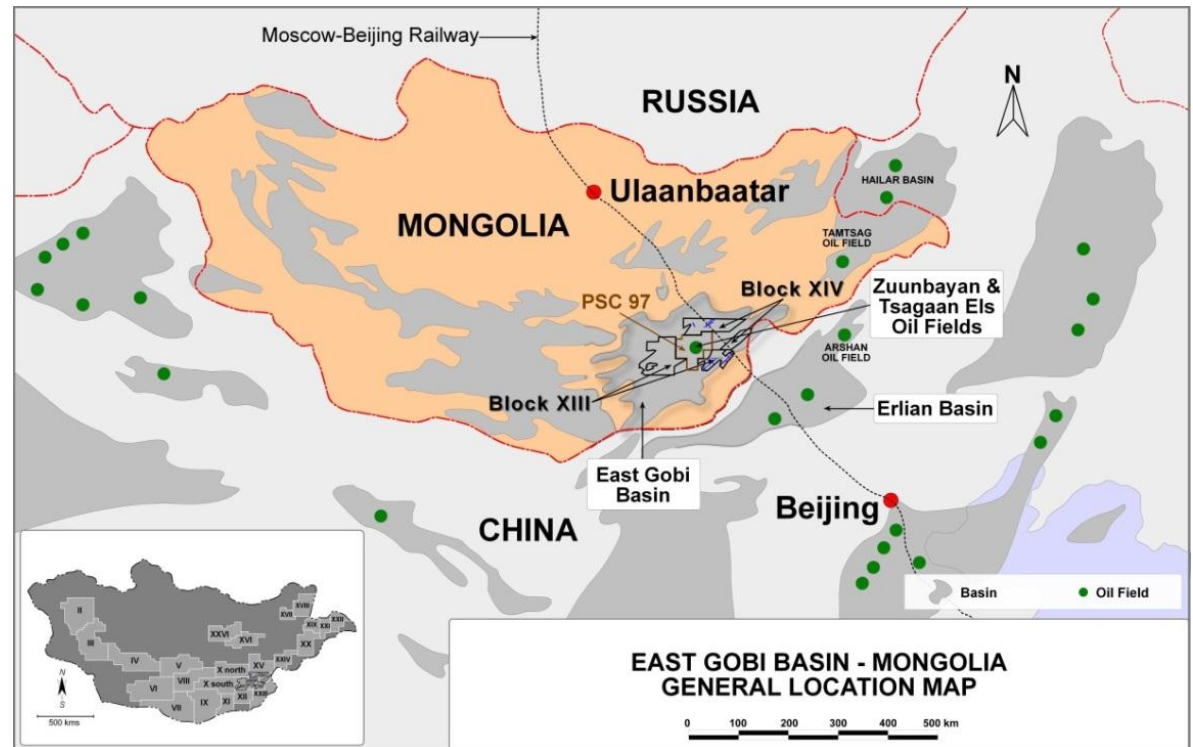 Moscow-Beijing Railway
RUSSIA
N
HAILAR BASIN
Ulaanbaatar
MONGOLIA
TAMTSAG
OIL FIELD
Block XIV
Zuunbayan &
Tsagaan Els
Oil Fields
PSC 97
ARSHAN
OIL FIELD
Block XIII
Erlian Basin
East Gobi
Basin
Beijing
CHINA
Basin
Oil Field
II
III
IV
V
VI
VII
VIII
IX
X north
X south
XI
XII
XV
XVI
XXVI
XVII
XVIII
XIX
XXI
XXII
XX
XXIV
XXIII
N
S
500 kms
EAST GOBI BASIN - MONGOLIA
GENERAL LOCATION MAP
0 100 200 300 400 500 km